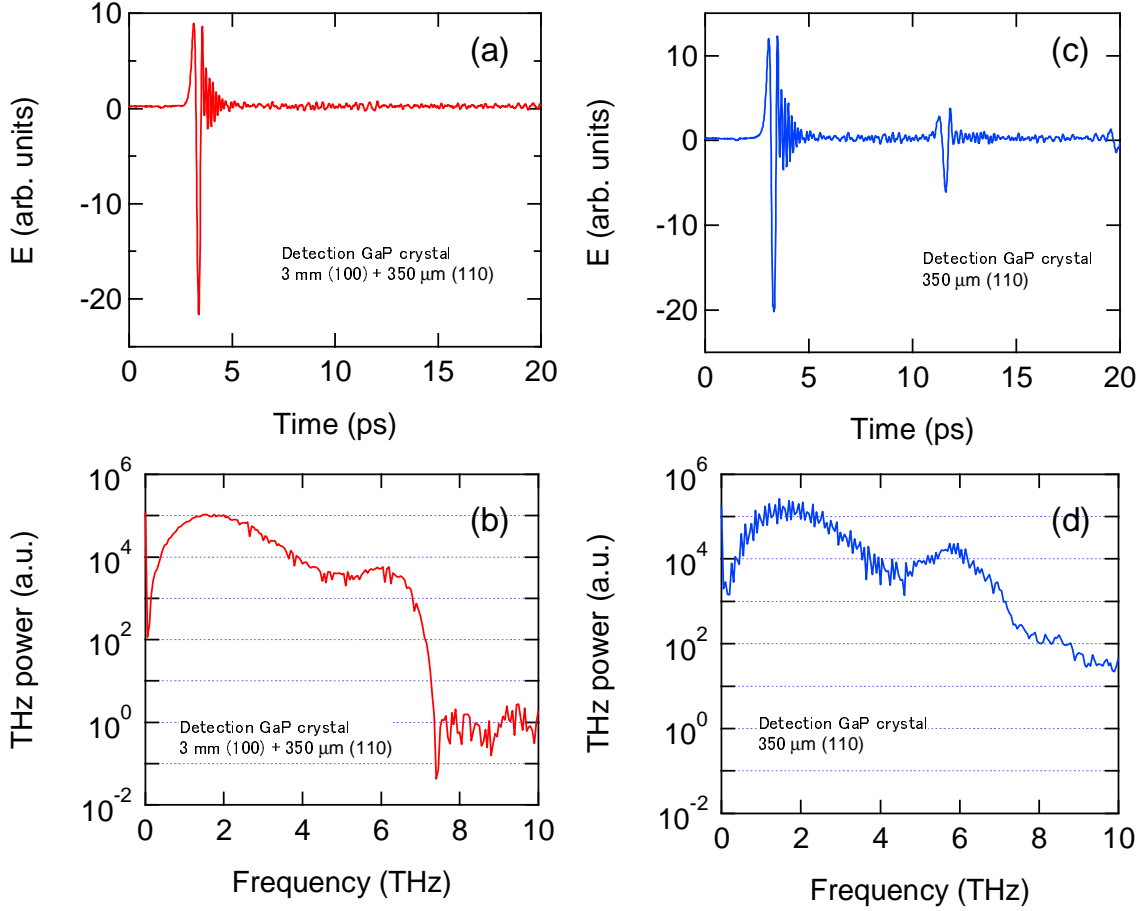 (a)
10
0
-10
-20
E (arb. units)
Detection GaP crystal
3 mm (100) + 350 μm (110)
0
5
10
15
20
Time (ps)
(c)
10
0
-10
-20
E (arb. units)
Detection GaP crystal
350 μm (110)
0
5
10
15
20
Time (ps)
(b)
10^6
10^4
10^2
10^0
10^-2
THz power (a.u.)
Detection GaP crystal
3 mm (100) + 350 μm (110)
0
2
4
6
8
10
Frequency (THz)
(d)
10^6
10^4
10^2
10^0
10^-2
THz power (a.u.)
Detection GaP crystal
350 μm (110)
0
2
4
6
8
10
Frequency (THz)